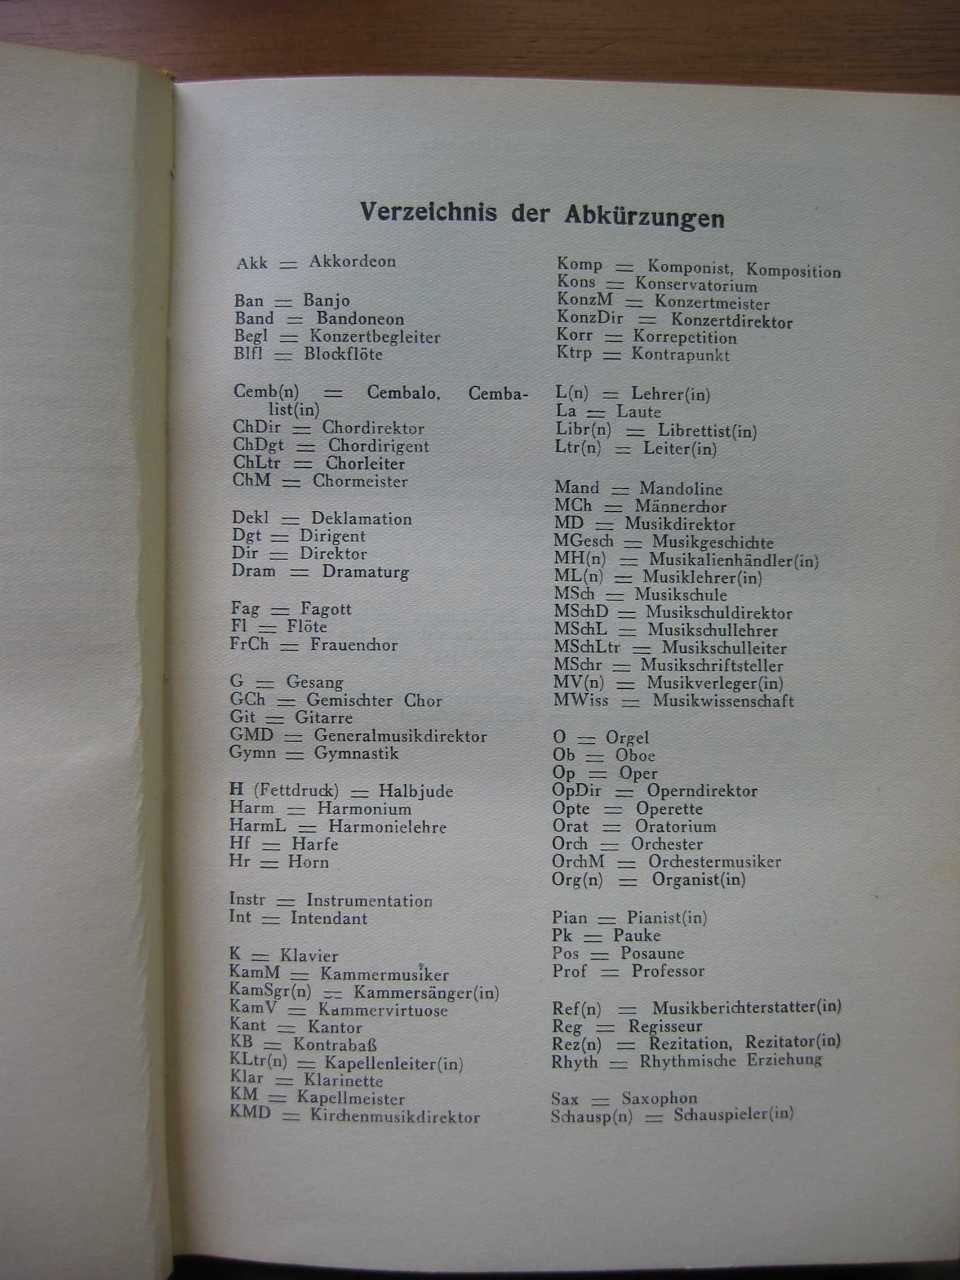 Verzeichnis der Abkürzungen
Akk = Akkordeon
Ban = Banjo
Band = Bandoneon
Begl = Konzertbegleiter
Blfl = Blockflöte
Cemb(n) = Cembalo, Cemba-
list(in)
ChDir = Chordirektor
ChDgt = Chordirigent
ChLtr = Chorleiter
ChM = Chormeister
Dekl = Deklamation
Dgt = Dirigent
Dir = Direktor
Dram = Dramaturg
Fag = Fagott
Fl = Flöte
FrCh = Frauenchor
G = Gesang
GCh = Gemischter Chor
Git = Gitarre
GMD = Generalmusikdirektor
Gymn = Gymnastik
H (Fettdruck) = Halbjude
Harm = Harmonium
HarmL = Harmonielehre
Hf = Harfe
Hr = Horn
Instr = Instrumentation
Int = Intendant
K = Klavier
KamM = Kammermusiker
KamSgr(n) = Kammersänger(in)
KamV = Kammervirtuose
Kant = Kantor
KB = Kontrabaß
KLtr(n) = Kapellenleiter(in)
Klar = Klarinette
KM = Kapellmeister
KMD = Kirchenmusikdirektor
Komp = Komponist, Komposition
Kons = Konservatorium
KonzM = Konzertmeister
KonzDir = Konzertdirektor
Korr = Korrepetition
Ktrp = Kontrapunkt
L(n) = Lehrer(in)
La = Laute
Libr(n) = Librettist(in)
Ltr(n) = Leiter(in)
Mand = Mandoline
MCh = Männerchor
MD = Musikdirektor
MGesch = Musikgeschichte
MH(n) = Musikalienhändler(in)
ML(n) = Musiklehrer(in)
MSch = Musikschule
MSchD = Musikschuldirektor
MSchL = Musikschullehrer
MSchLtr = Musikschulleiter
MSchr = Musikschriftsteller
MV(n) = Musikverleger(in)
MWiss = Musikwissenschaft
O = Orgel
Ob = Oboe
Op = Oper
OpDir = Operndirektor
Opte = Operette
Orat = Oratorium
Orch = Orchester
OrchM = Orchestermusiker
Org(n) = Organist(in)
Pian = Pianist(in)
Pk = Pauke
Pos = Posaune
Prof = Professor
Ref(n) = Musikberichterstatter(in)
Reg = Regisseur
Rez(n) = Rezitation, Rezitator(in)
Rhyth = Rhythmische Erziehung
Sax = Saxophon
Schausp(n) = Schauspieler(in)